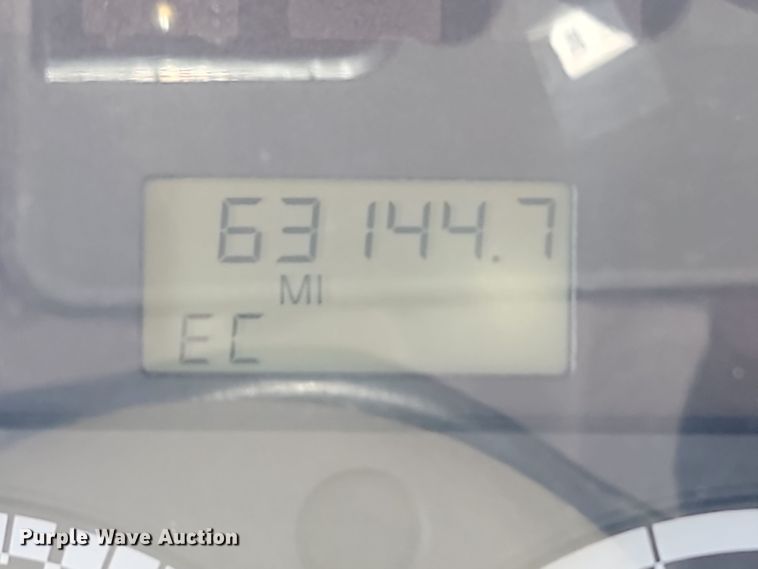 63144.7
MI
EC
Purple Wave Auction